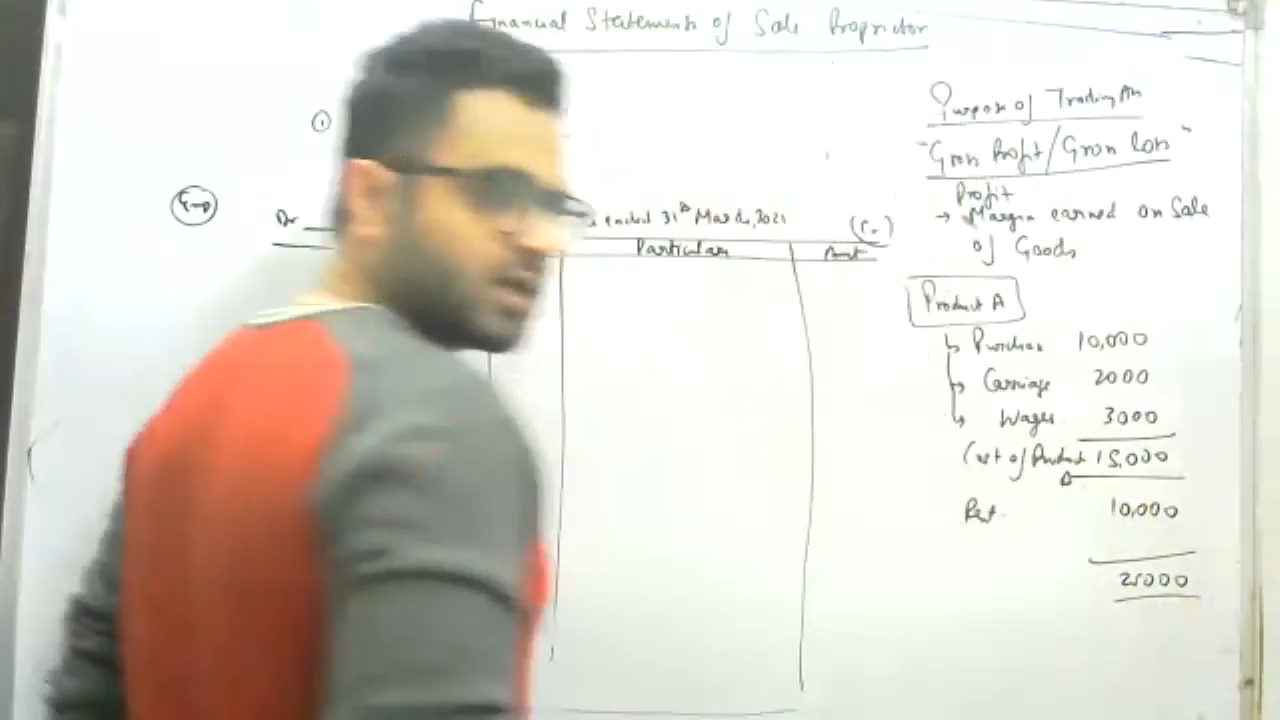 Financial Statements of Sole Proprietor
①
Purpose of Trading A/c
"Gross Profit/Gross Loss"
Profit
→ Margin earned on Sale
of Goods
Imp
Dr
ended 31st March, 2021
(Cr.)
Particulars
Amt
Product A
Purchase 10,000
Carriage 2000
Wages 3000
Cost of Product 15,000
10,000
25000